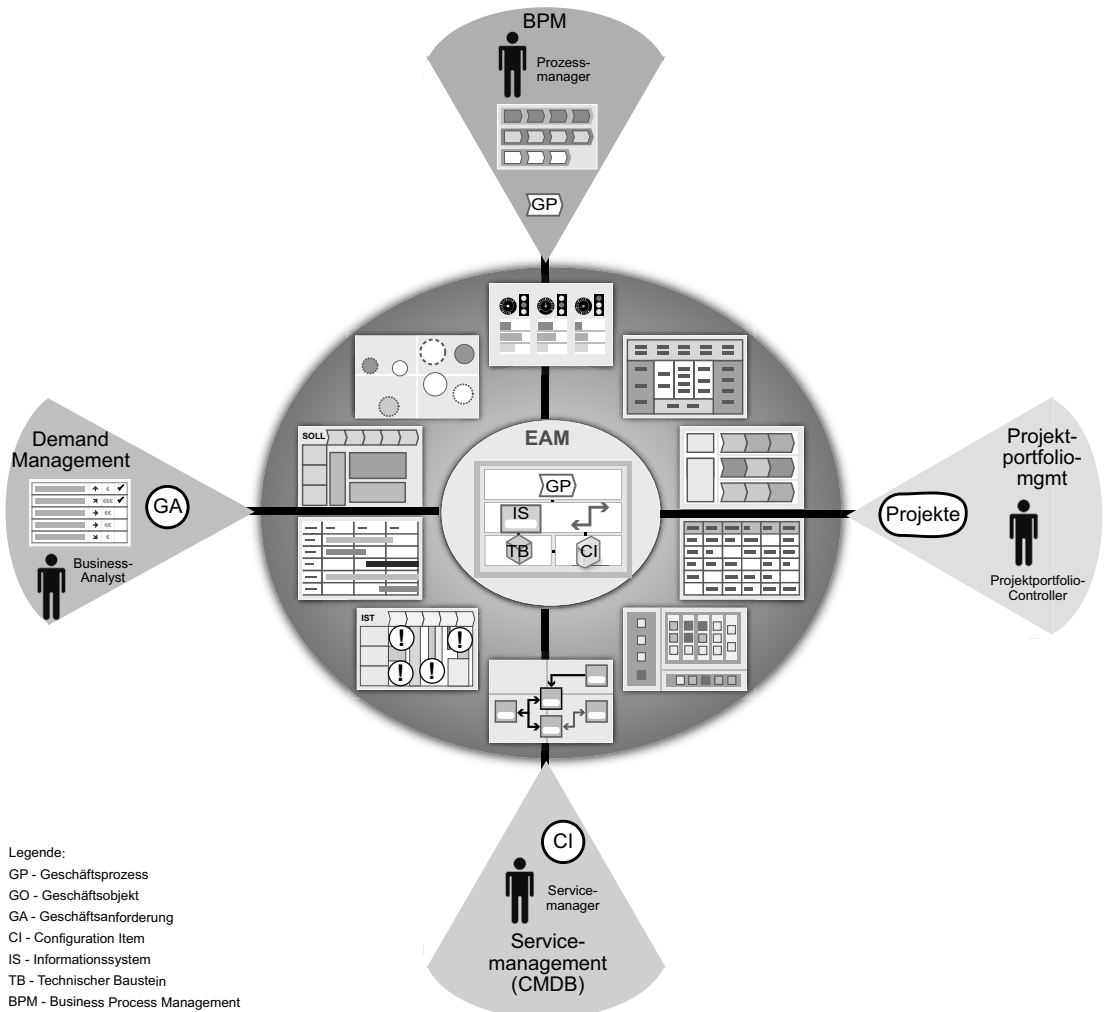 BPM
Prozess-
manager
GP
EAM
SOLL
GP
IS
TB
CI
IST
!
!
!
!
Demand
Management
€
€€€
€€
€€
€
GA
Business-
Analyst
Projekt-
portfolio-
mgmt
Projekte
Projektportfolio-
Controller
CI
Service-
manager
Service-
management
(CMDB)
Legende:
GP - Geschäftsprozess
GO - Geschäftsobjekt
GA - Geschäftsanforderung
CI - Configuration Item
IS - Informationssystem
TB - Technischer Baustein
BPM - Business Process Management